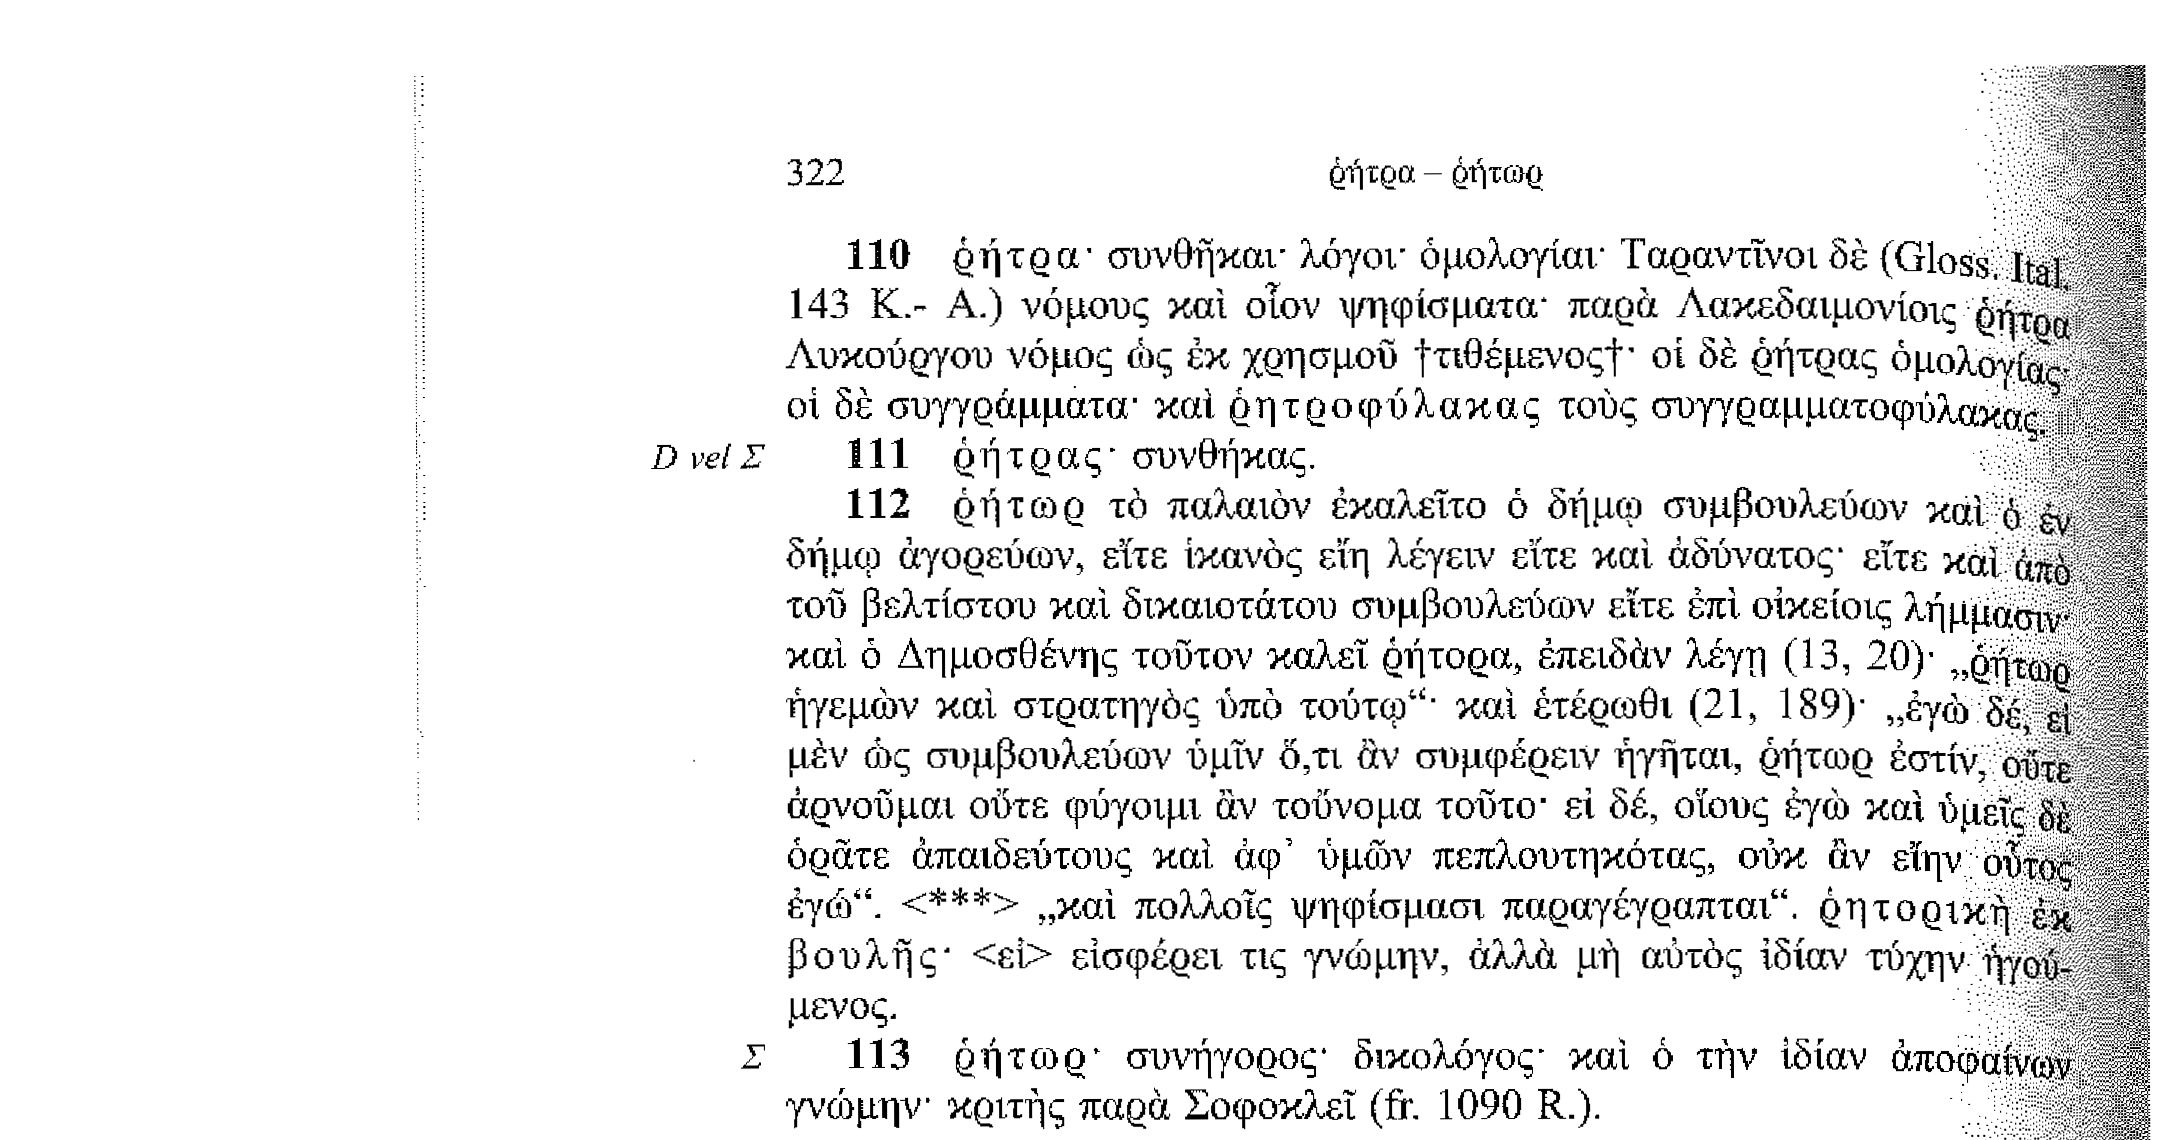 322 ῥήτρα – ῥήτωρ
110 ῥήτρα· συνθῆκαι· λόγοι· ὁμολογίαι· Ταραντῖνοι δὲ (Gloss. Ital.
143 K.- A.) νόμους καὶ οἷον ψηφίσματα· παρὰ Λακεδαιμονίοις ῥήτρα
Λυκούργου νόμος ὡς ἐκ χρησμοῦ †τιθέμενος†· οἱ δὲ ῥήτρας ὁμολογίας·
οἱ δὲ συγγράμματα· καὶ ῥητροφύλακας τοὺς συγγραμματοφύλακας.
D vel Σ 111 ῥήτρας· συνθήκας.
112 ῥήτωρ τὸ παλαιὸν ἐκαλεῖτο ὁ δήμῳ συμβουλεύων καὶ ὁ ἐν
δήμῳ ἀγορεύων, εἴτε ἱκανὸς εἴη λέγειν εἴτε καὶ ἀδύνατος· εἴτε καὶ ἀπὸ
τοῦ βελτίστου καὶ δικαιοτάτου συμβουλεύων εἴτε ἐπὶ οἰκείοις λήμμασιν·
καὶ ὁ Δημοσθένης τοῦτον καλεῖ ῥήτορα, ἐπειδὰν λέγῃ (13, 20)· „ῥήτωρ
ἡγεμὼν καὶ στρατηγὸς ὑπὸ τούτῳ“· καὶ ἑτέρωθι (21, 189)· „ἐγὼ δέ, εἰ
μὲν ὡς συμβουλεύων ὑμῖν ὅ,τι ἂν συμφέρειν ἡγῆται, ῥήτωρ ἐστίν, οὔτε
ἀρνοῦμαι οὔτε φύγοιμι ἂν τοὔνομα τοῦτο· εἰ δέ, οἵους ἐγὼ καὶ ὑμεῖς δὲ
ὁρᾶτε ἀπαιδεύτους καὶ ἀφ’ ὑμῶν πεπλουτηκότας, οὐκ ἂν εἴην οὗτος
ἐγώ“. <***> „καὶ πολλοῖς ψηφίσμασι παραγέγραπται“. ῥητορικὴ ἐκ
βουλῆς· <εἰ> εἰσφέρει τις γνώμην, ἀλλὰ μὴ αὐτὸς ἰδίαν τύχην ἡγού-
μενος.
Σ 113 ῥήτωρ· συνήγορος· δικολόγος· καὶ ὁ τὴν ἰδίαν ἀποφαίνων
γνώμην· κριτὴς παρὰ Σοφοκλεῖ (fr. 1090 R.).